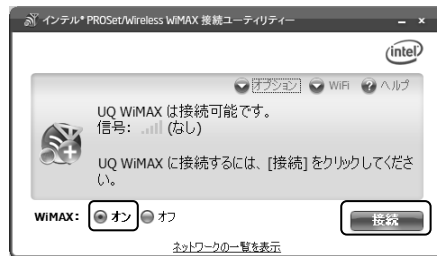 インテル® PROSet/Wireless WiMAX 接続ユーティリティー
intel
オプション WiFi ヘルプ
UQ WiMAX は接続可能です。
信号: (なし)
UQ WiMAX に接続するには、[接続] をクリックしてくださ
い。
WiMAX: オン オフ 接続
ネットワークの一覧を表示